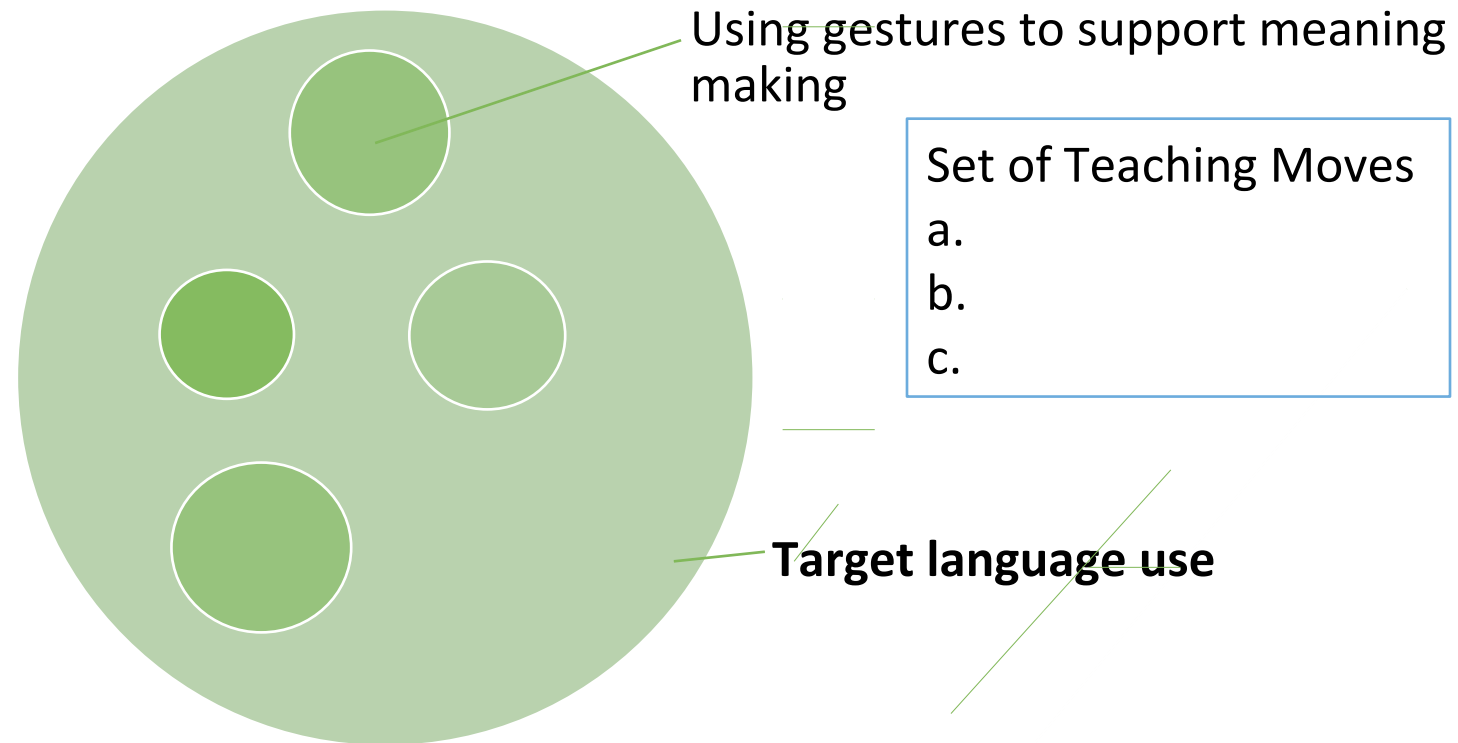 Using gestures to support meaning
making
Set of Teaching Moves
a.
b.
c.
Target language use